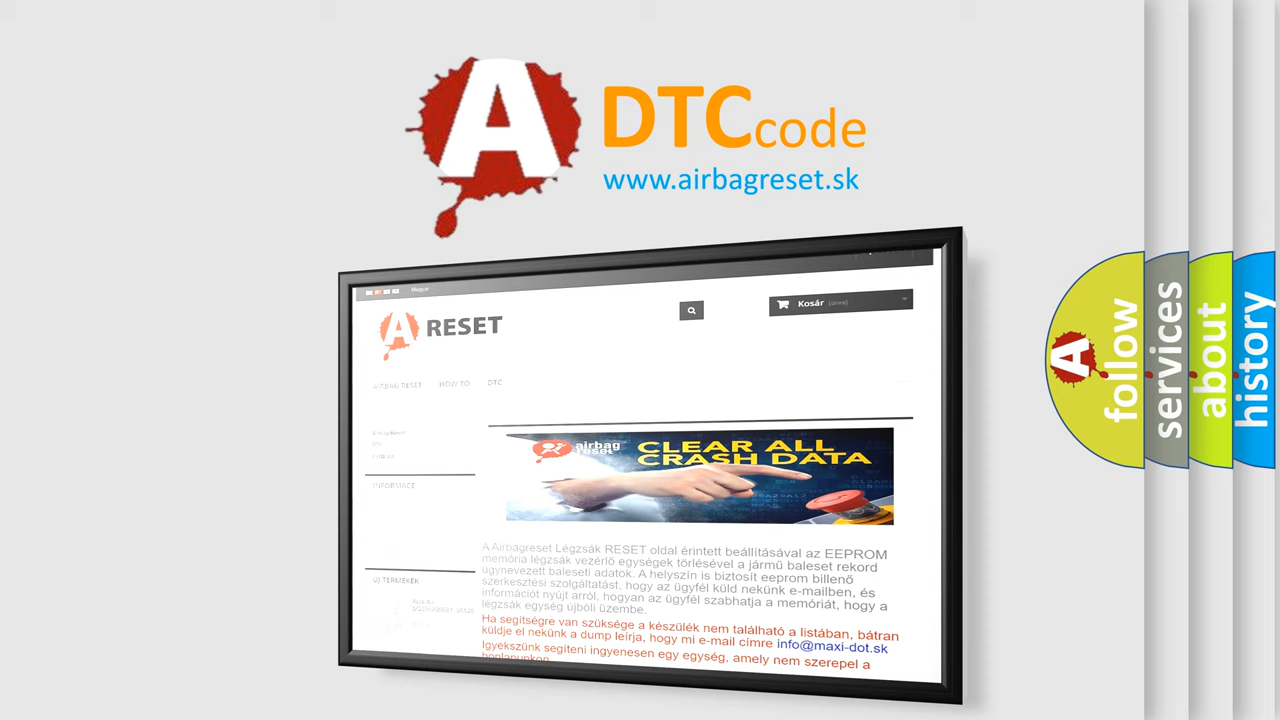 A DTCcode
www.airbagreset.sk
Magyar
A RESET
Kosár (üres)
AIRBAG RESET HOW TO DTC
INFORMACE
airbag
reset
CLEAR ALL
CRASH DATA
A Airbagreset Légzsák RESET oldal érintett beállításával az EEPROM
memória légzsák vezérlő egységek törlésével a jármű baleset rekord
úgynevezett baleseti adatok. A helyszín is biztosít eeprom billenő
szerkesztési szolgáltatást, hogy az ügyfél küld nekünk e-mailben, és
információt nyújt arról, hogyan az ügyfél szabhatja a memóriát, hogy a
légzsák egység újbóli üzembe.
Ha segítségre van szüksége a készülék nem található a listában, bátran
küldje el nekünk a dump leírja, hogy mi e-mail címre info@maxi-dot.sk
Igyekszünk segíteni ingyenesen egy egység, amely nem szerepel a
honlapunkon
ÚJ TERMÉKEK
A follow
services
about
history